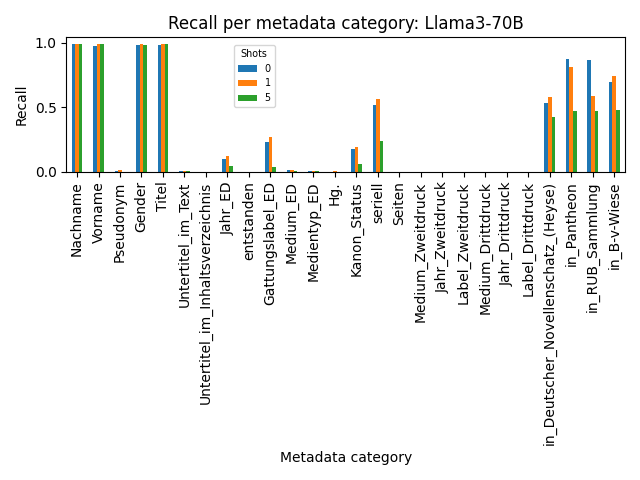 Recall per metadata category: Llama3-70B
Recall
1.0
0.5
0.0
Shots
0
1
5
Nachname
Vorname
Pseudonym
Gender
Titel
Untertitel_im_Text
Untertitel_im_Inhaltsverzeichnis
Jahr_ED
entstanden
Gattungslabel_ED
Medium_ED
Medientyp_ED
Hg.
Kanon_Status
seriell
Seiten
Medium_Zweitdruck
Jahr_Zweitdruck
Label_Zweitdruck
Medium_Drittdruck
Jahr_Drittdruck
Label_Drittdruck
in_Deutscher_Novellenschatz_(Heyse)
in_Pantheon
in_RUB_Sammlung
in_B-v-Wiese
Metadata category